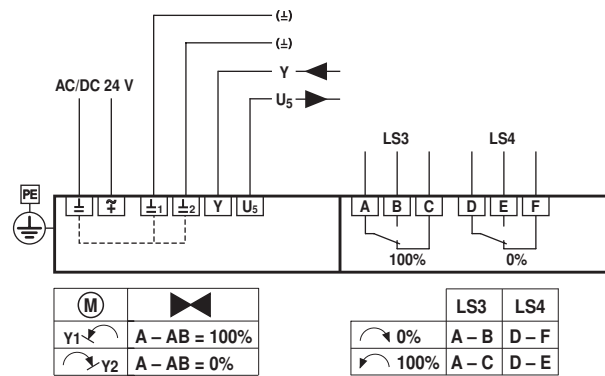 (⊥)
(⊥)
Y
AC/DC 24 V
U5
LS3 LS4
PE
⊥ ~+ ⊥1 ⊥2 Y U5 A B C D E F
100% 0%
M
Y1 A – AB = 100%
Y2 A – AB = 0%
LS3 LS4
0% A – B D – F
100% A – C D – E